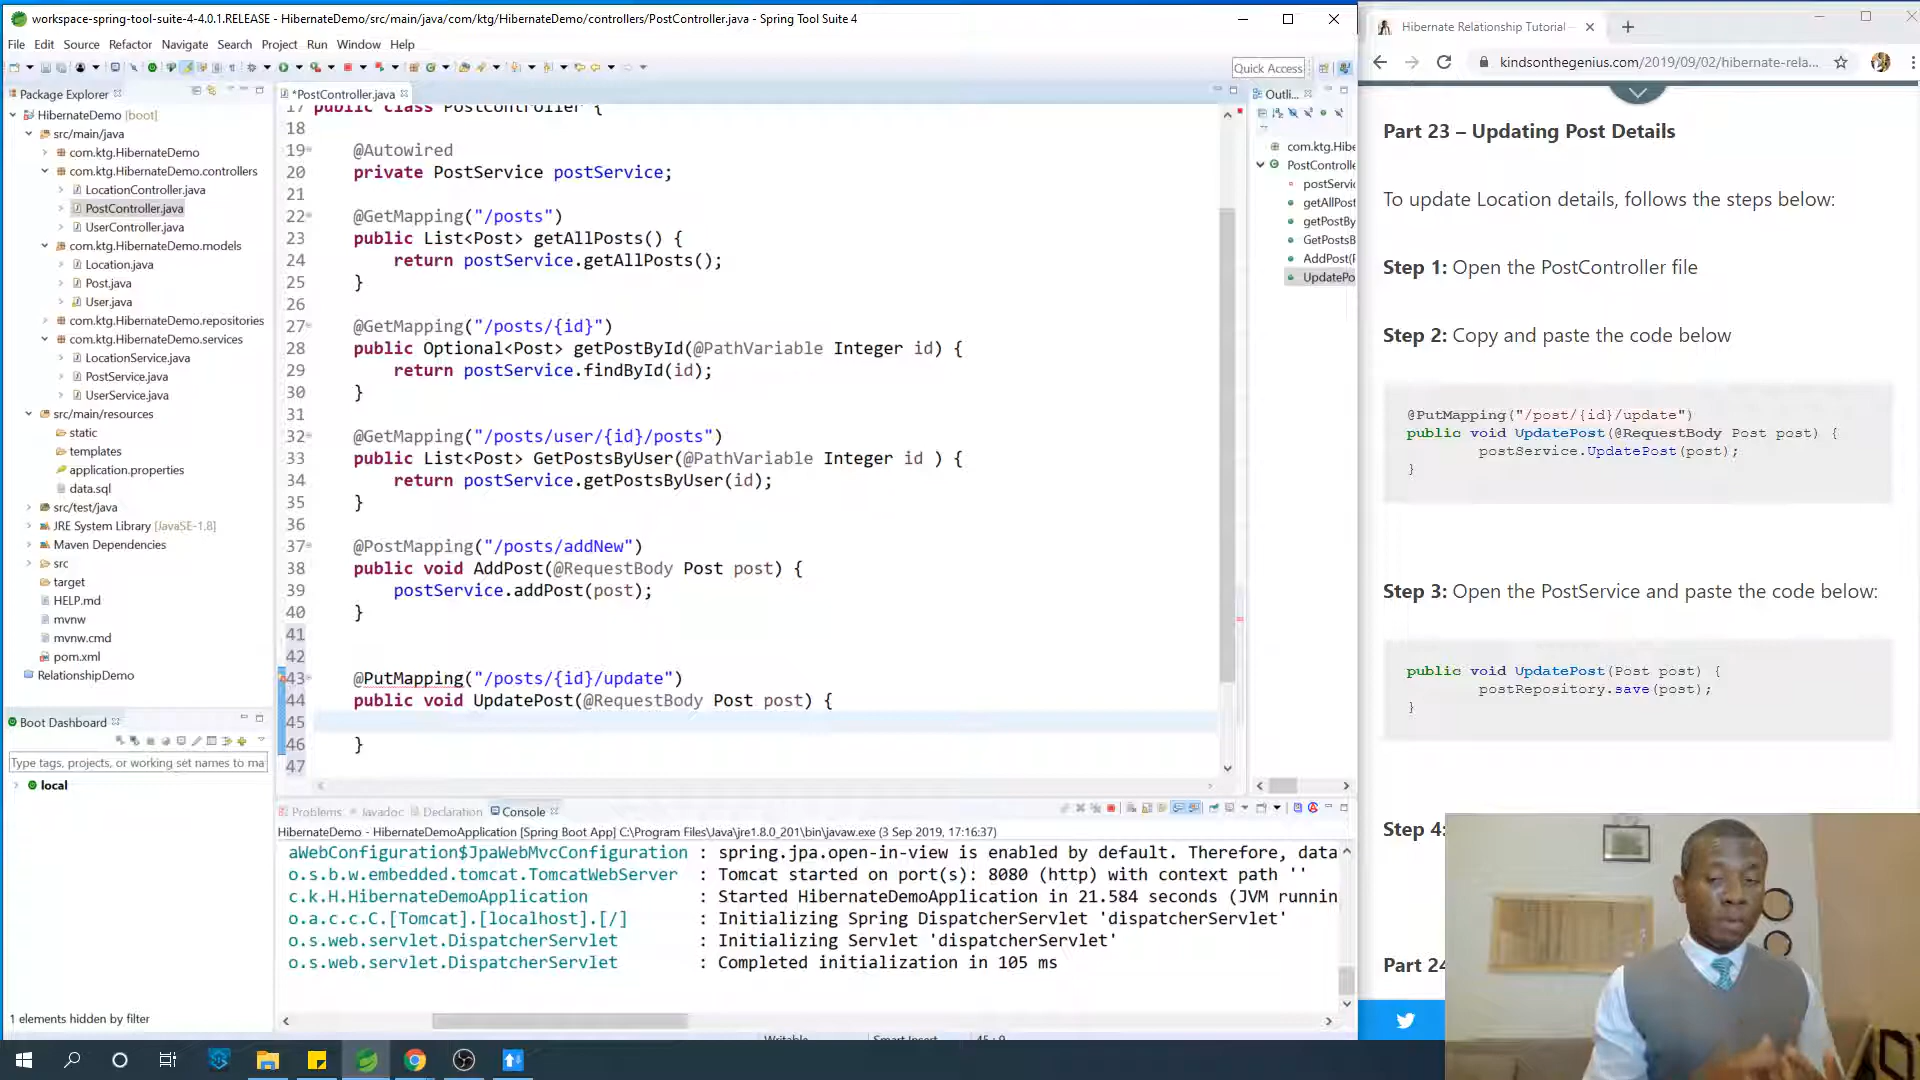 workspace-spring-tool-suite-4-4.0.1.RELEASE - HibernateDemo/src/main/java/com/ktg/HibernateDemo/controllers/PostController.java - Spring Tool Suite 4
File Edit Source Refactor Navigate Search Project Run Window Help
Quick Access
Package Explorer
HibernateDemo [boot]
src/main/java
com.ktg.HibernateDemo
com.ktg.HibernateDemo.controllers
LocationController.java
PostController.java
UserController.java
com.ktg.HibernateDemo.models
Location.java
Post.java
User.java
com.ktg.HibernateDemo.repositories
com.ktg.HibernateDemo.services
LocationService.java
PostService.java
UserService.java
src/main/resources
static
templates
application.properties
data.sql
src/test/java
JRE System Library [JavaSE-1.8]
Maven Dependencies
src
target
HELP.md
mvnw
mvnw.cmd
pom.xml
RelationshipDemo
Boot Dashboard
Type tags, projects, or working set names to ma
local
1 elements hidden by filter
*PostController.java
17 public class PostController {
18
19 @Autowired
20 private PostService postService;
21
22 @GetMapping("/posts")
23 public List<Post> getAllPosts() {
24 return postService.getAllPosts();
25 }
26
27 @GetMapping("/posts/{id}")
28 public Optional<Post> getPostById(@PathVariable Integer id) {
29 return postService.findById(id);
30 }
31
32 @GetMapping("/posts/user/{id}/posts")
33 public List<Post> GetPostsByUser(@PathVariable Integer id ) {
34 return postService.getPostsByUser(id);
35 }
36
37 @PostMapping("/posts/addNew")
38 public void AddPost(@RequestBody Post post) {
39 postService.addPost(post);
40 }
41
42
43 @PutMapping("/posts/{id}/update")
44 public void UpdatePost(@RequestBody Post post) {
45
46 }
47
Outli...
com.ktg.Hibe
PostControlle
postServic
getAllPost
getPostBy
GetPostsB
AddPost(F
UpdatePo
Problems Javadoc Declaration Console
HibernateDemo - HibernateDemoApplication [Spring Boot App] C:\Program Files\Java\jre1.8.0_201\bin\javaw.exe (3 Sep 2019, 17:16:37)
aWebConfiguration$JpaWebMvcConfiguration : spring.jpa.open-in-view is enabled by default. Therefore, data
o.s.b.w.embedded.tomcat.TomcatWebServer : Tomcat started on port(s): 8080 (http) with context path ''
c.k.H.HibernateDemoApplication : Started HibernateDemoApplication in 21.584 seconds (JVM runnin
o.a.c.c.C.[Tomcat].[localhost].[/] : Initializing Spring DispatcherServlet 'dispatcherServlet'
o.s.web.servlet.DispatcherServlet : Initializing Servlet 'dispatcherServlet'
o.s.web.servlet.DispatcherServlet : Completed initialization in 105 ms
Writable Smart Insert 45 : 9
Hibernate Relationship Tutorial
kindsonthegenius.com/2019/09/02/hibernate-rela...
Part 23 – Updating Post Details
To update Location details, follows the steps below:
Step 1: Open the PostController file
Step 2: Copy and paste the code below
@PutMapping("/post/{id}/update")
public void UpdatePost(@RequestBody Post post) {
postService.UpdatePost(post);
}
Step 3: Open the PostService and paste the code below:
public void UpdatePost(Post post) {
postRepository.save(post);
}
Step 4:
Part 24